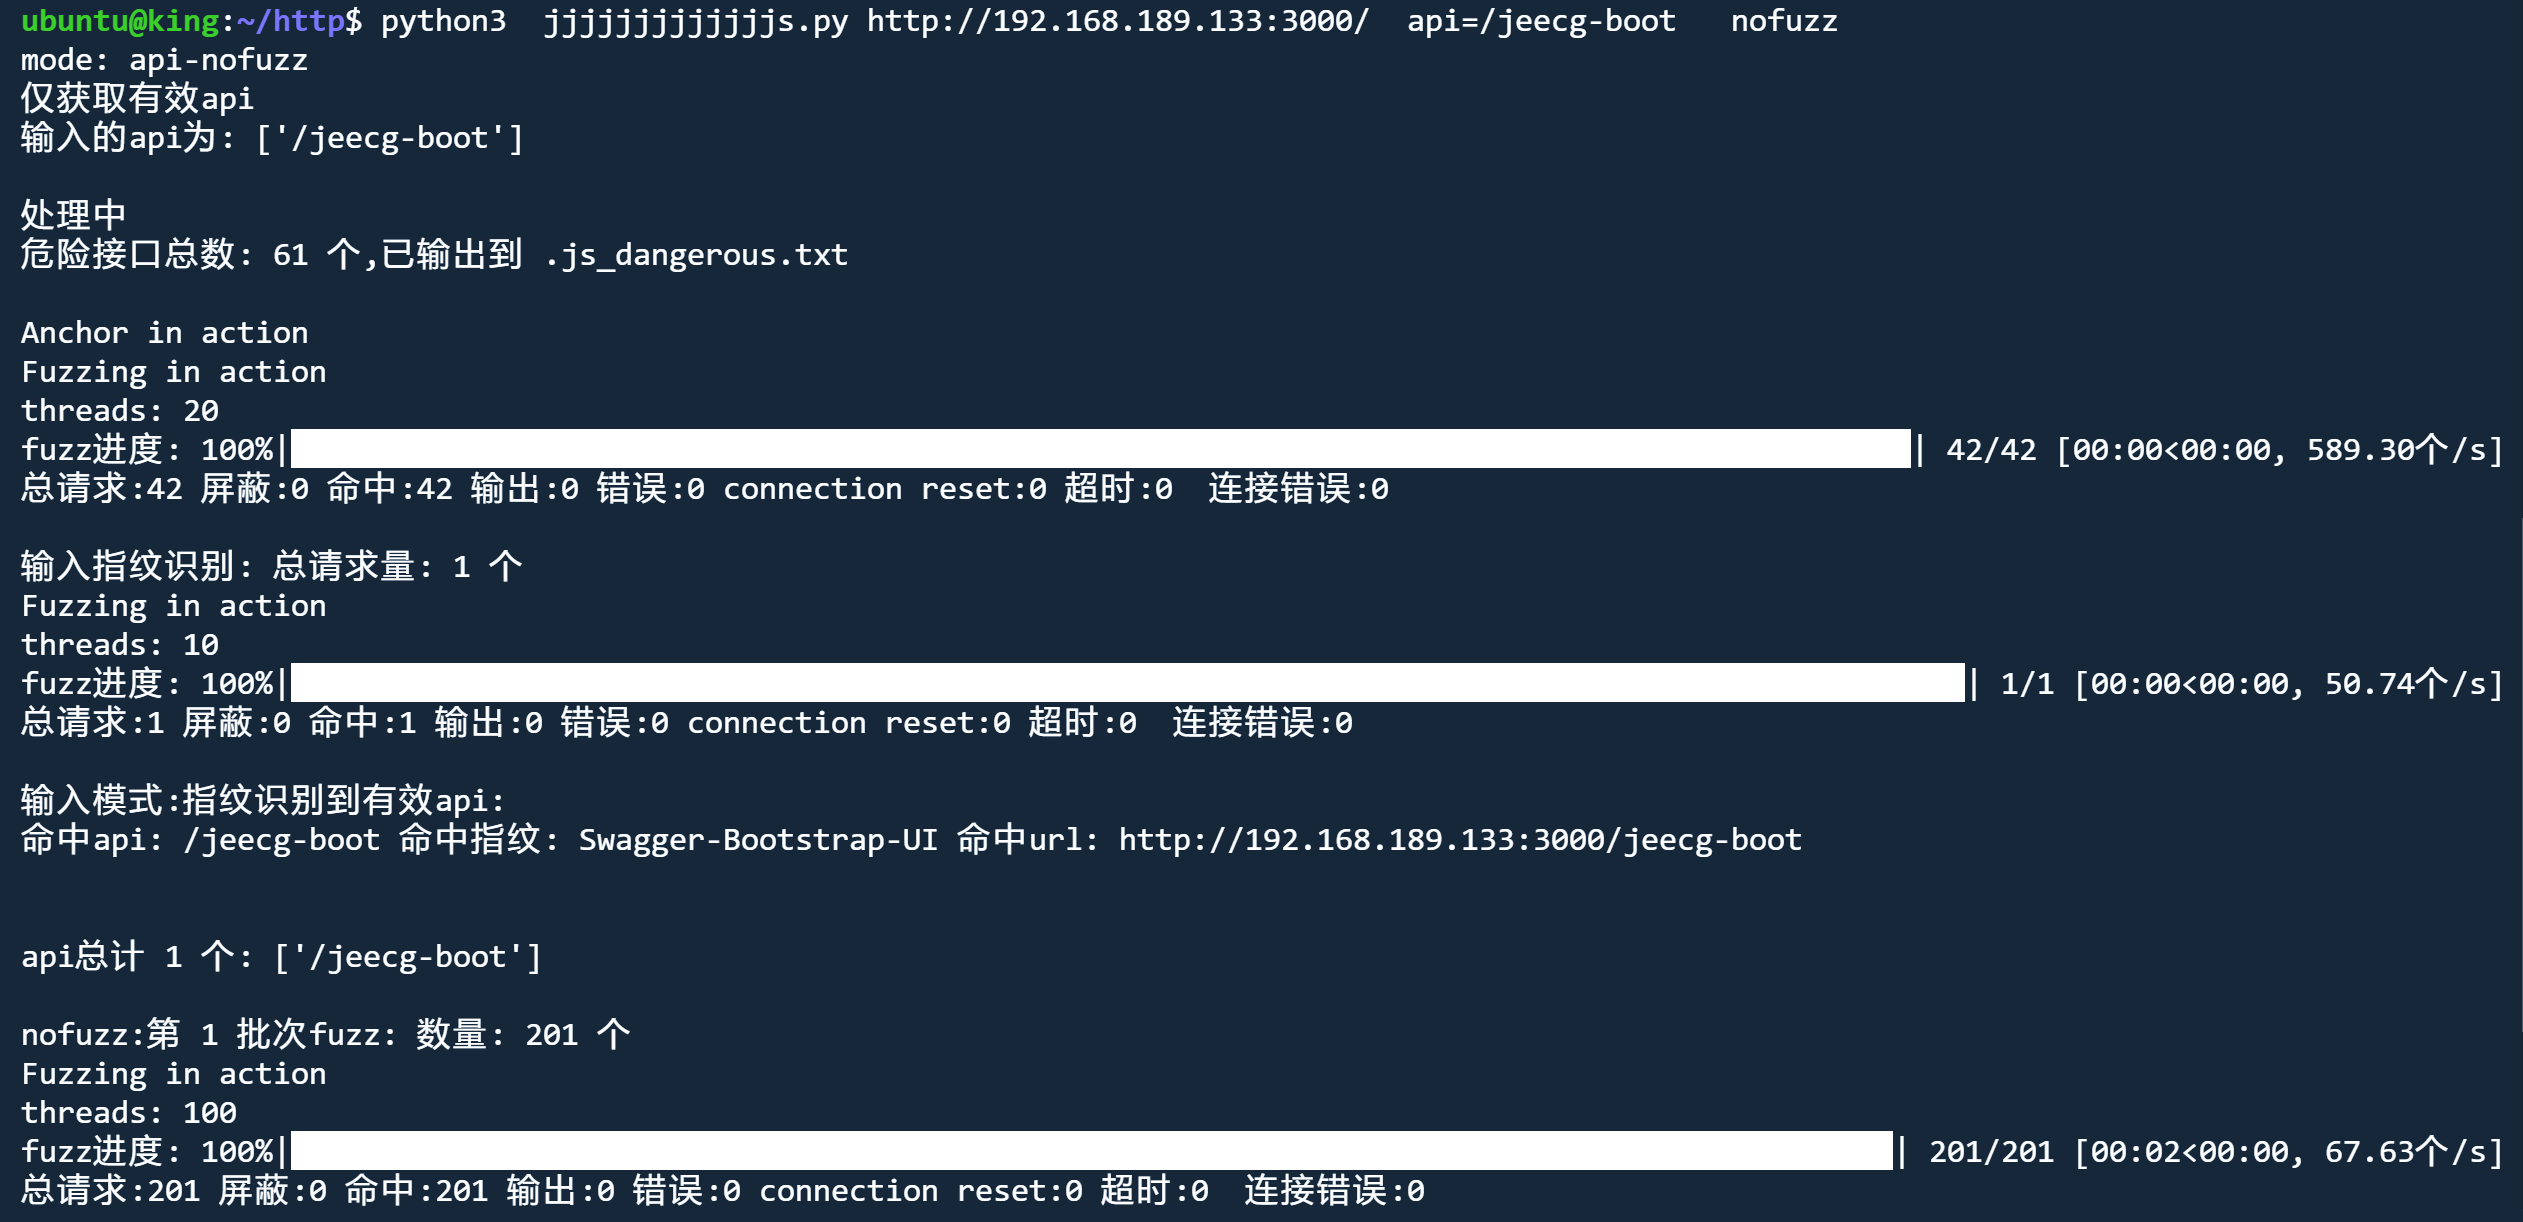 ubuntu@king:~/http$ python3  jjjjjjjjjjjjjs.py http://192.168.189.133:3000/  api=/jeecg-boot   nofuzz
mode: api-nofuzz
仅获取有效api
输入的api为: ['/jeecg-boot']
处理中
危险接口总数: 61 个,已输出到 .js_dangerous.txt
Anchor in action
Fuzzing in action
threads: 20
fuzz进度: 100%|| 42/42 [00:00<00:00, 589.30个/s]
总请求:42 屏蔽:0 命中:42 输出:0 错误:0 connection reset:0 超时:0  连接错误:0
输入指纹识别: 总请求量: 1 个
Fuzzing in action
threads: 10
fuzz进度: 100%|| 1/1 [00:00<00:00, 50.74个/s]
总请求:1 屏蔽:0 命中:1 输出:0 错误:0 connection reset:0 超时:0  连接错误:0
输入模式:指纹识别到有效api:
命中api: /jeecg-boot 命中指纹: Swagger-Bootstrap-UI 命中url: http://192.168.189.133:3000/jeecg-boot
api总计 1 个: ['/jeecg-boot']
nofuzz:第 1 批次fuzz: 数量: 201 个
Fuzzing in action
threads: 100
fuzz进度: 100%|| 201/201 [00:02<00:00, 67.63个/s]
总请求:201 屏蔽:0 命中:201 输出:0 错误:0 connection reset:0 超时:0  连接错误:0